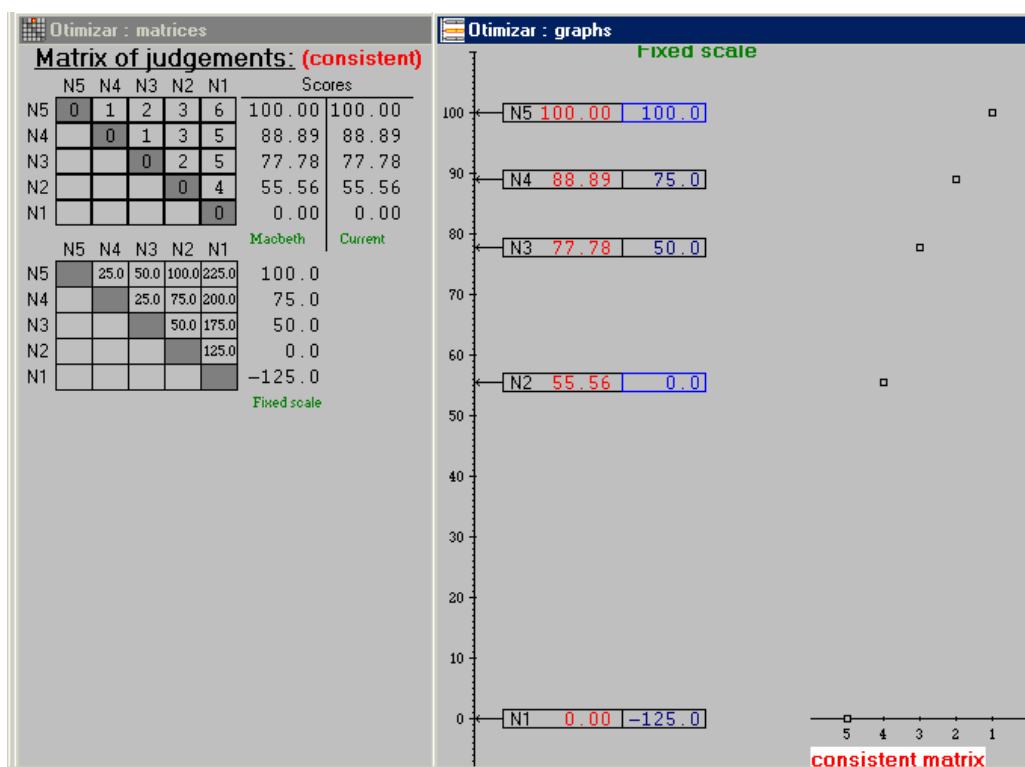 Otimizar : matrices
Matrix of judgements: (consistent)
N5 N4 N3 N2 N1 Scores
N5 0 1 2 3 6 100.00 100.00
N4 0 1 3 5 88.89 88.89
N3 0 2 5 77.78 77.78
N2 0 4 55.56 55.56
N1 0 0.00 0.00
Macbeth Current
N5 N4 N3 N2 N1
N5 25.0 50.0 100.0 225.0 100.0
N4 25.0 75.0 200.0 75.0
N3 50.0 175.0 50.0
N2 125.0 0.0
N1 -125.0
Fixed scale
Otimizar : graphs
Fixed scale
100 N5 100.00 100.0
90 N4 88.89 75.0
80 N3 77.78 50.0
70
60 N2 55.56 0.0
50
40
30
20
10
0 N1 0.00 -125.0
5 4 3 2 1
consistent matrix